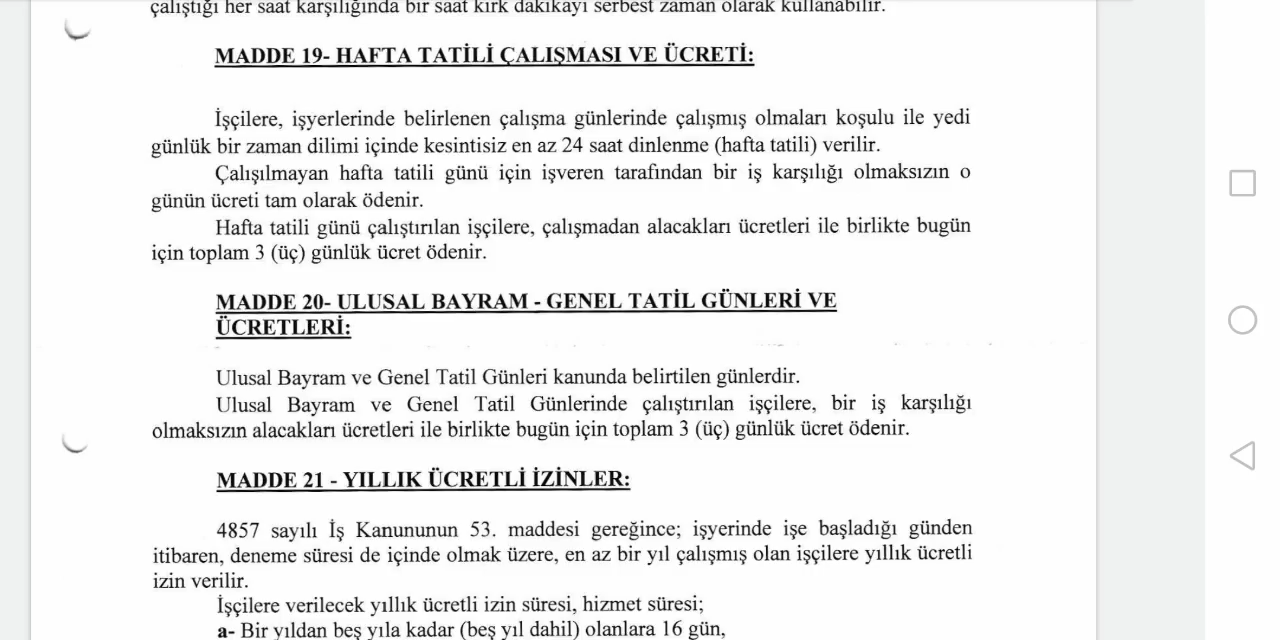 çalıştığı her saat karşılığında bir saat kırk dakikayı serbest zaman olarak kullanabilir.
MADDE 19- HAFTA TATİLİ ÇALIŞMASI VE ÜCRETİ:
İşçilere, işyerlerinde belirlenen çalışma günlerinde çalışmış olmaları koşulu ile yedi
günlük bir zaman dilimi içinde kesintisiz en az 24 saat dinlenme (hafta tatili) verilir.
Çalışılmayan hafta tatili günü için işveren tarafından bir iş karşılığı olmaksızın o
günün ücreti tam olarak ödenir.
Hafta tatili günü çalıştırılan işçilere, çalışmadan alacakları ücretleri ile birlikte bugün
için toplam 3 (üç) günlük ücret ödenir.
MADDE 20- ULUSAL BAYRAM - GENEL TATİL GÜNLERİ VE
ÜCRETLERİ:
Ulusal Bayram ve Genel Tatil Günleri kanunda belirtilen günlerdir.
Ulusal Bayram ve Genel Tatil Günlerinde çalıştırılan işçilere, bir iş karşılığı
olmaksızın alacakları ücretleri ile birlikte bugün için toplam 3 (üç) günlük ücret ödenir.
MADDE 21 - YILLIK ÜCRETLİ İZİNLER:
4857 sayılı İş Kanununun 53. maddesi gereğince; işyerinde işe başladığı günden
itibaren, deneme süresi de içinde olmak üzere, en az bir yıl çalışmış olan işçilere yıllık ücretli
izin verilir.
İşçilere verilecek yıllık ücretli izin süresi, hizmet süresi;
a- Bir yıldan beş yıla kadar (beş yıl dahil) olanlara 16 gün,